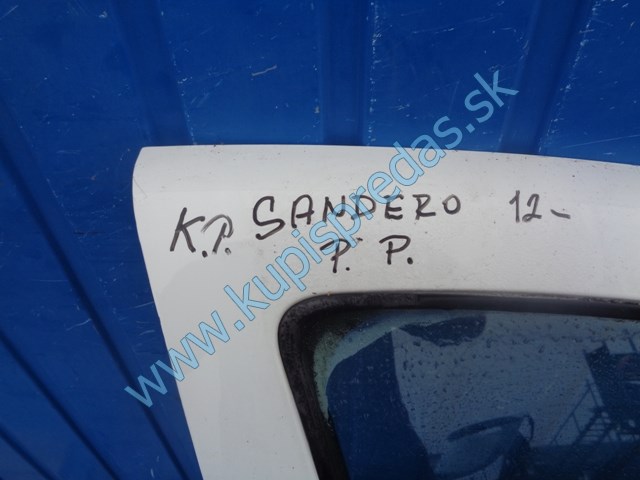 K.P. SANDERO 12-
P. P.
www.kupispredas.sk